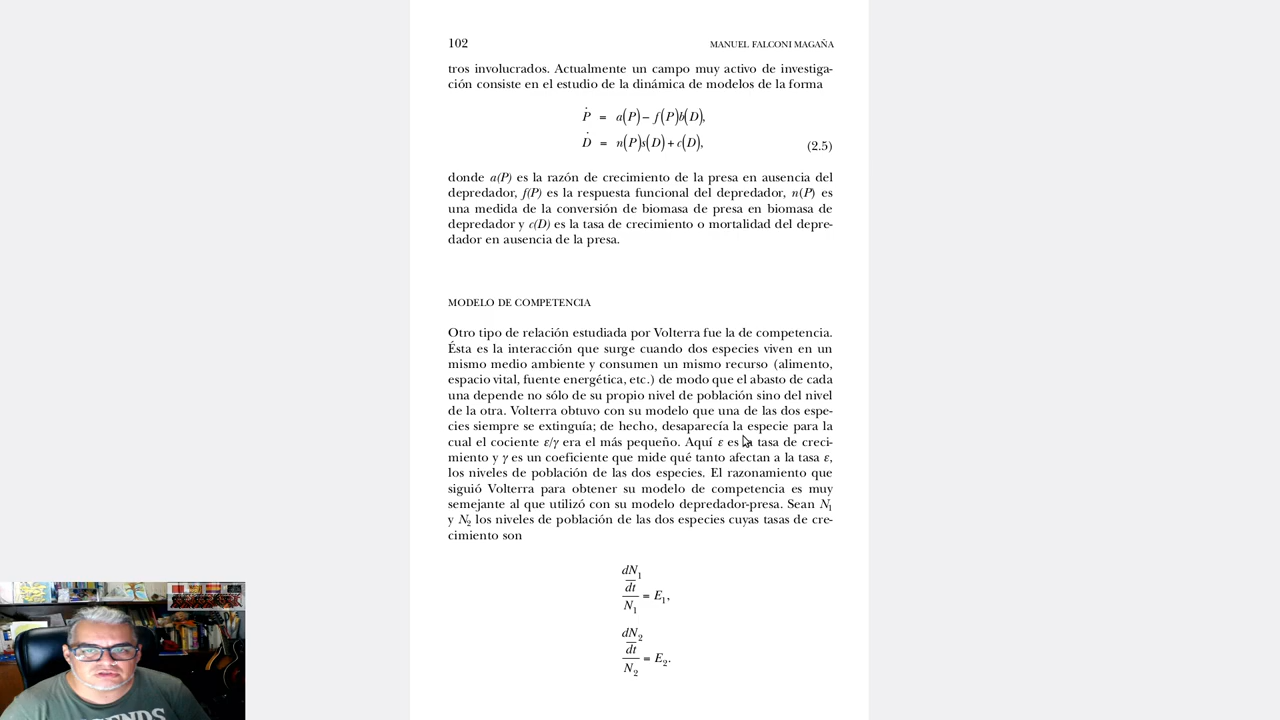 102 MANUEL FALCONI MAGAÑA
tros involucrados. Actualmente un campo muy activo de investiga-
ción consiste en el estudio de la dinámica de modelos de la forma
Ṗ = a(P) − f(P)b(D),
Ḋ = n(P)s(D) + c(D), (2.5)
donde a(P) es la razón de crecimiento de la presa en ausencia del
depredador, f(P) es la respuesta funcional del depredador, n(P) es
una medida de la conversión de biomasa de presa en biomasa de
depredador y c(D) es la tasa de crecimiento o mortalidad del depre-
dador en ausencia de la presa.
MODELO DE COMPETENCIA
Otro tipo de relación estudiada por Volterra fue la de competencia.
Ésta es la interacción que surge cuando dos especies viven en un
mismo medio ambiente y consumen un mismo recurso (alimento,
espacio vital, fuente energética, etc.) de modo que el abasto de cada
una depende no sólo de su propio nivel de población sino del nivel
de la otra. Volterra obtuvo con su modelo que una de las dos espe-
cies siempre se extinguía; de hecho, desaparecía la especie para la
cual el cociente ε/γ era el más pequeño. Aquí ε es la tasa de creci-
miento y γ es un coeficiente que mide qué tanto afectan a la tasa ε,
los niveles de población de las dos especies. El razonamiento que
siguió Volterra para obtener su modelo de competencia es muy
semejante al que utilizó con su modelo depredador-presa. Sean N₁
y N₂ los niveles de población de las dos especies cuyas tasas de cre-
cimiento son
dN₁
dt
N₁ = E₁,
dN₂
dt
N₂ = E₂.